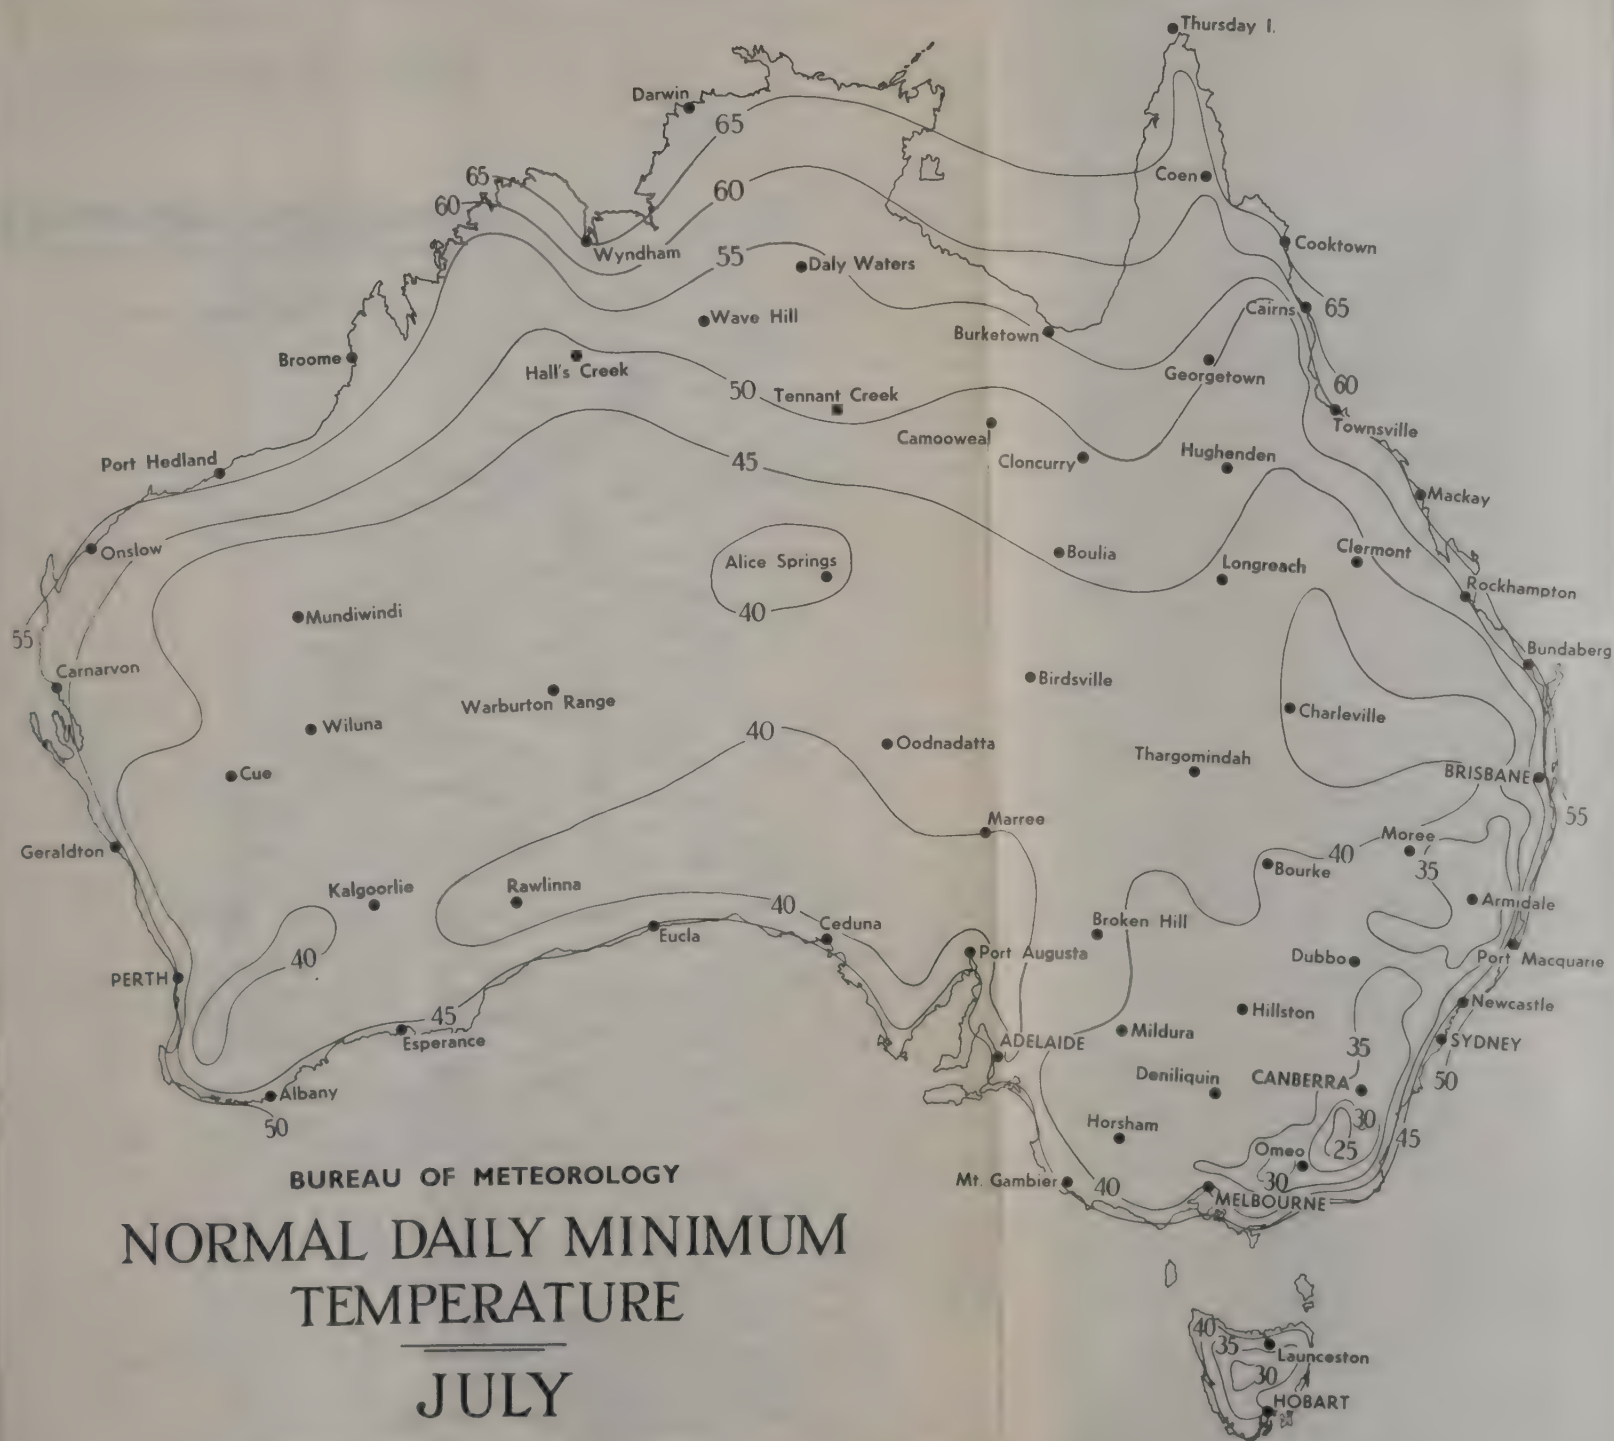 Thursday I.
Darwin
65
65
60
60
Coen
Wyndham
55
Daly Waters
Cooktown
Wave Hill
Cairns
65
Burketown
Broome
Hall's Creek
Georgetown
50
Tennant Creek
60
Townsville
Camooweal
Port Hedland
45
Cloncurry
Hughenden
Mackay
Onslow
Boulia
Clermont
Alice Springs
Longreach
Rockhampton
40
Mundiwindi
55
Bundaberg
Carnarvon
Birdsville
Warburton Range
Charleville
Wiluna
40
Oodnadatta
Thargomindah
Cue
BRISBANE
55
Marree
Moree
Geraldton
40
Bourke
35
Kalgoorlie
Rawlinna
40
Armidale
Ceduna
Broken Hill
Eucla
Port Augusta
Dubbo
Port Macquarie
40
PERTH
Newcastle
Hillston
45
Mildura
ADELAIDE
35
SYDNEY
Esperance
Deniliquin
CANBERRA
50
Albany
30
50
Horsham
45
Omeo
25
BUREAU OF METEOROLOGY
Mt. Gambier
40
30
MELBOURNE
NORMAL DAILY MINIMUM
TEMPERATURE
JULY
40
35
Launceston
30
HOBART